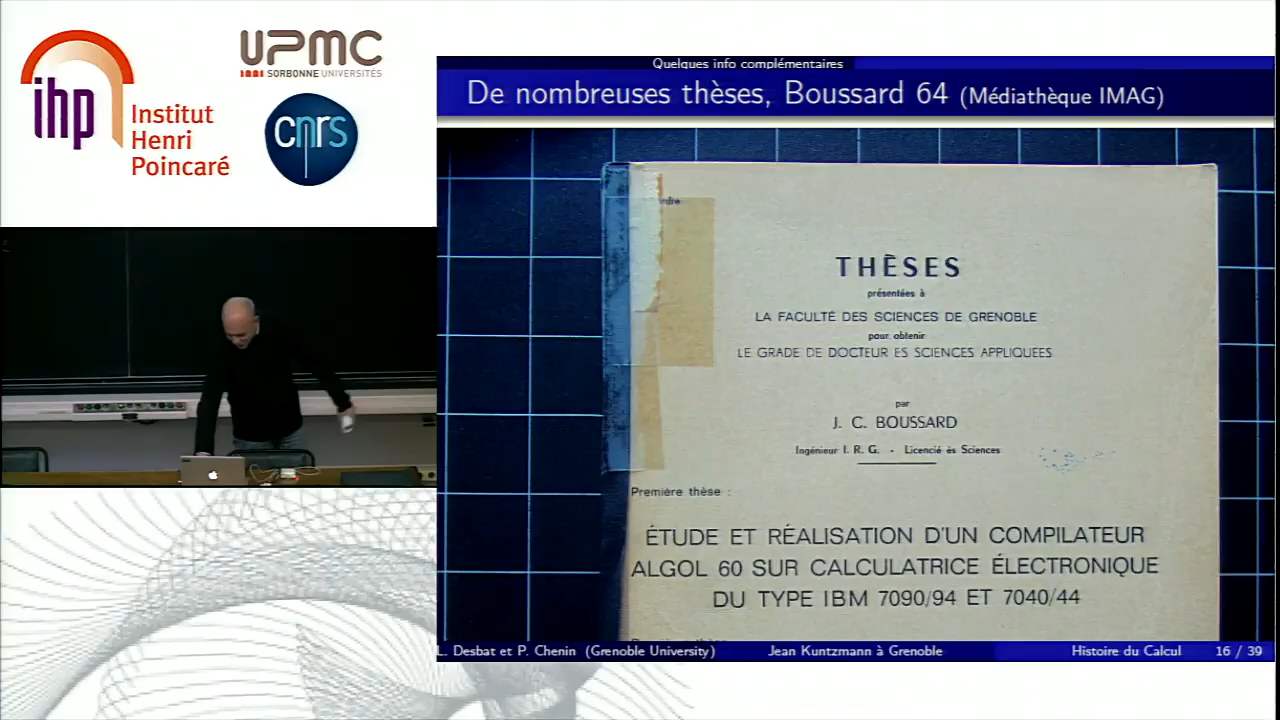 ihp
Institut
Henri
Poincaré
UPMC
SORBONNE UNIVERSITÉS
cnrs
Quelques info complémentaires
De nombreuses thèses, Boussard 64 (Médiathèque IMAG)
ordre
THÈSES
présentées à
LA FACULTÉ DES SCIENCES DE GRENOBLE
pour obtenir
LE GRADE DE DOCTEUR ES SCIENCES APPLIQUEES
par
J. C. BOUSSARD
Ingénieur I. R. G. - Licencié ès Sciences
Première thèse :
ÉTUDE ET RÉALISATION D'UN COMPILATEUR
ALGOL 60 SUR CALCULATRICE ÉLECTRONIQUE
DU TYPE IBM 7090/94 ET 7040/44
L. Desbat et P. Chenin (Grenoble University)
Jean Kuntzmann à Grenoble
Histoire du Calcul
16 / 39